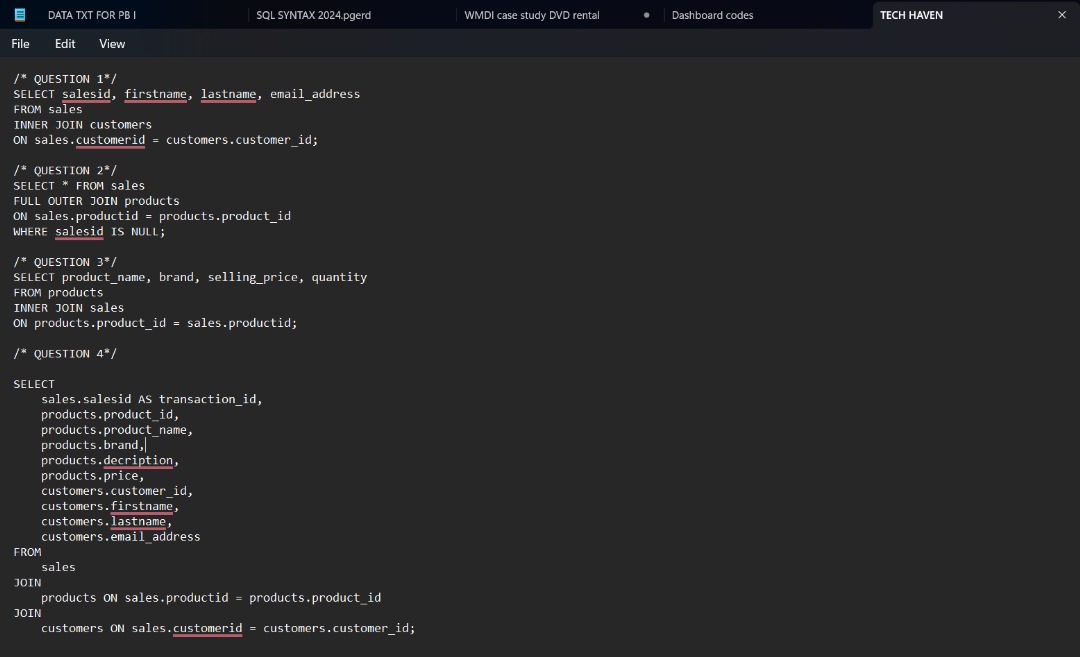 DATA TXT FOR PB I
SQL SYNTAX 2024.pgerd
WMDI case study DVD rental
Dashboard codes
TECH HAVEN
File Edit View
/* QUESTION 1*/
SELECT salesid, firstname, lastname, email_address
FROM sales
INNER JOIN customers
ON sales.customerid = customers.customer_id;
/* QUESTION 2*/
SELECT * FROM sales
FULL OUTER JOIN products
ON sales.productid = products.product_id
WHERE salesid IS NULL;
/* QUESTION 3*/
SELECT product_name, brand, selling_price, quantity
FROM products
INNER JOIN sales
ON products.product_id = sales.productid;
/* QUESTION 4*/
SELECT
sales.salesid AS transaction_id,
products.product_id,
products.product_name,
products.brand,
products.decription,
products.price,
customers.customer_id,
customers.firstname,
customers.lastname,
customers.email_address
FROM
sales
JOIN
products ON sales.productid = products.product_id
JOIN
customers ON sales.customerid = customers.customer_id;